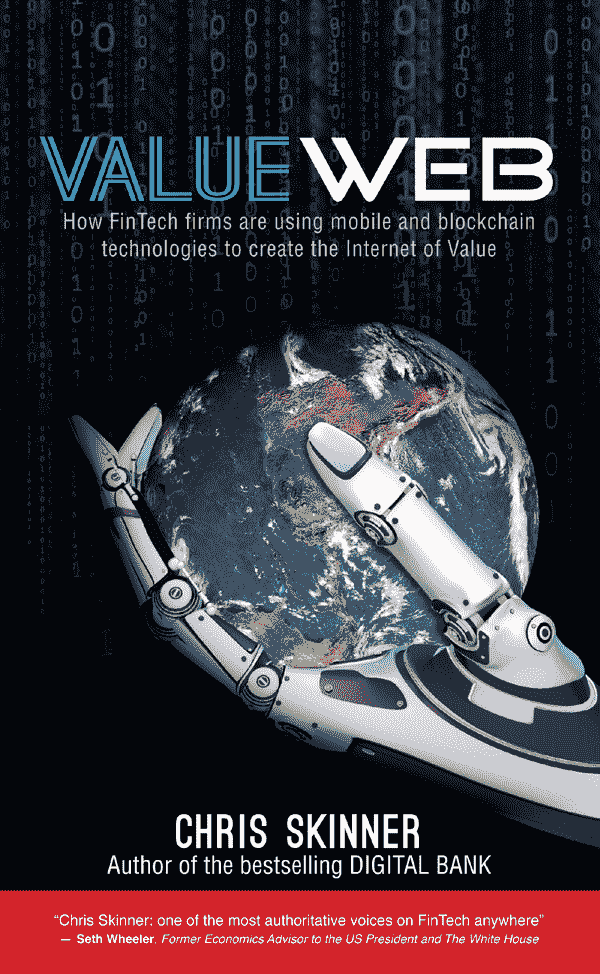 VALUE WEB
How FinTech firms are using mobile and blockchain
technologies to create the Internet of Value
CHRIS SKINNER
Author of the bestselling DIGITAL BANK
“Chris Skinner: one of the most authoritative voices on FinTech anywhere”
— Seth Wheeler, Former Economics Advisor to the US President and The White House